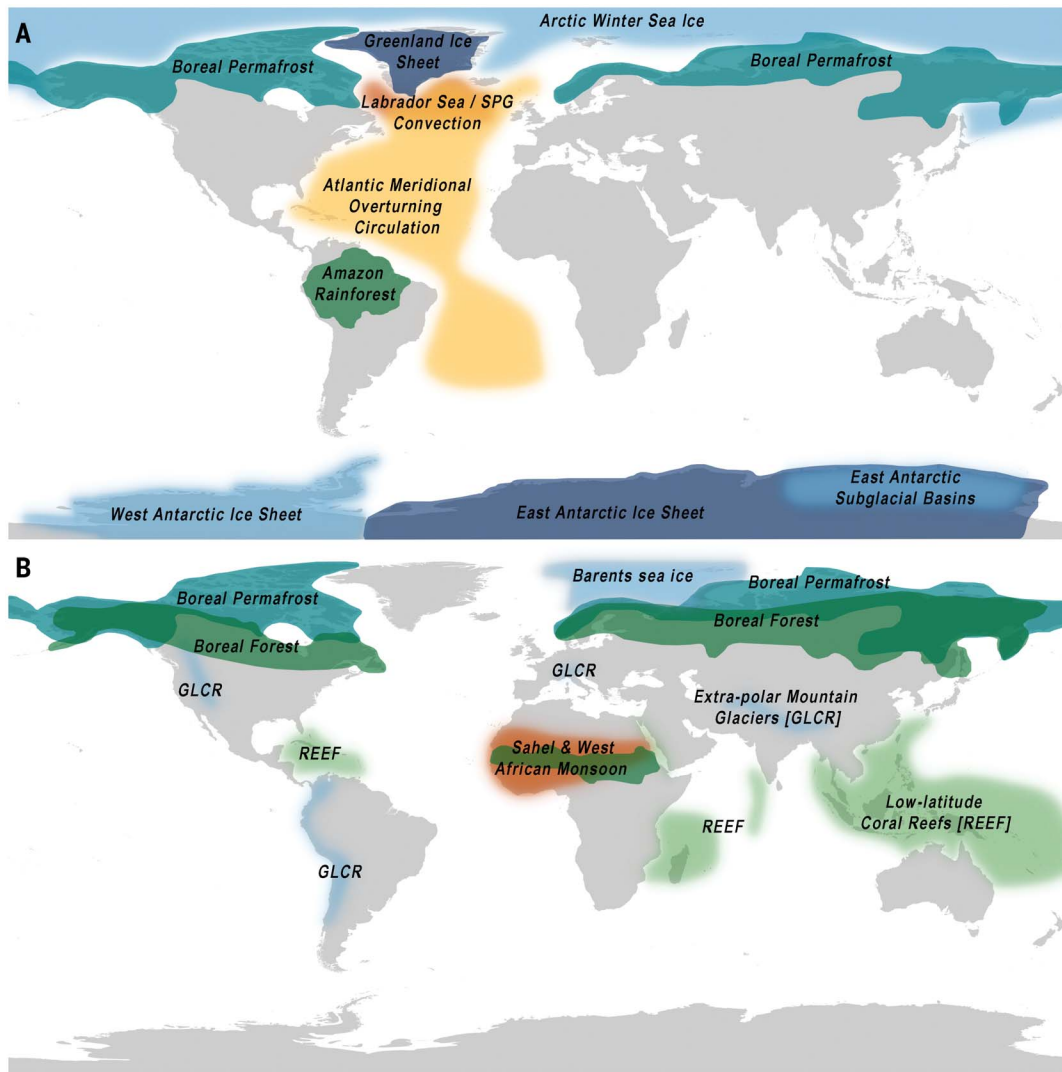 A
Arctic Winter Sea Ice
Greenland Ice
Sheet
Boreal Permafrost
Boreal Permafrost
Labrador Sea / SPG
Convection
Atlantic Meridional
Overturning
Circulation
Amazon
Rainforest
East Antarctic
Subglacial Basins
West Antarctic Ice Sheet
East Antarctic Ice Sheet
B
Barents sea ice
Boreal Permafrost
Boreal Permafrost
Boreal Forest
Boreal Forest
GLCR
GLCR
Extra-polar Mountain
Glaciers [GLCR]
REEF
Sahel & West
African Monsoon
Low-latitude
Coral Reefs [REEF]
REEF
GLCR